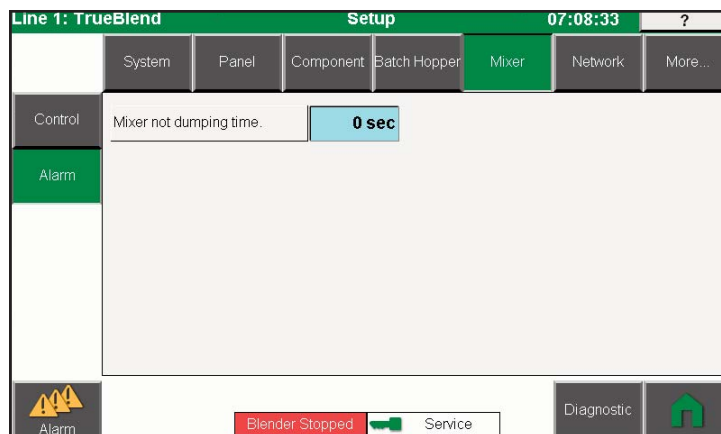 Line 1: TrueBlend Setup 07:08:33 ?
System Panel Component Batch Hopper Mixer Network More...
Control Mixer not dumping time. 0 sec
Alarm
Diagnostic
Alarm Blender Stopped Service